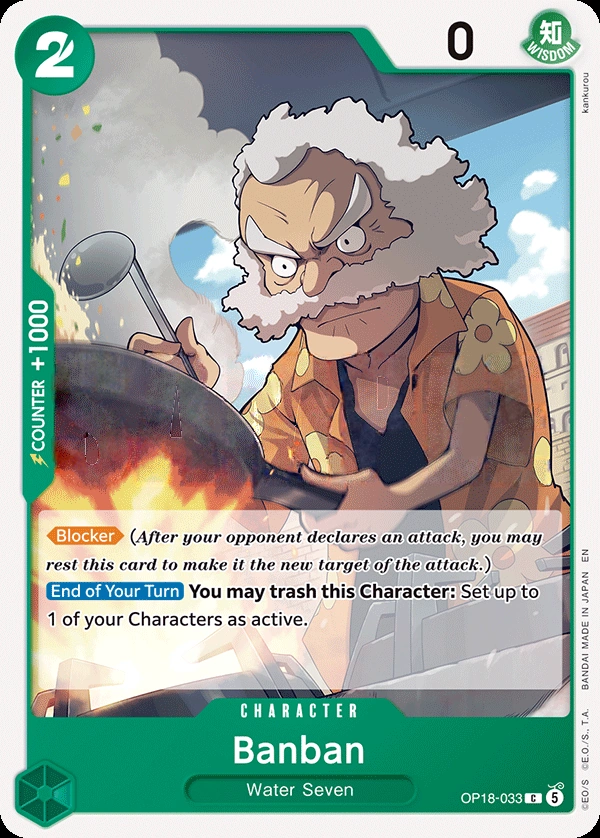 2
0
知
WISDOM
kankurou
COUNTER +1000
Blocker (After your opponent declares an attack, you may
rest this card to make it the new target of the attack.)
End of Your Turn You may trash this Character: Set up to
1 of your Characters as active.
CHARACTER
Banban
Water Seven
OP18-033 C 5
©E.O/S ©E.O./S., T.A. BANDAI MADE IN JAPAN EN